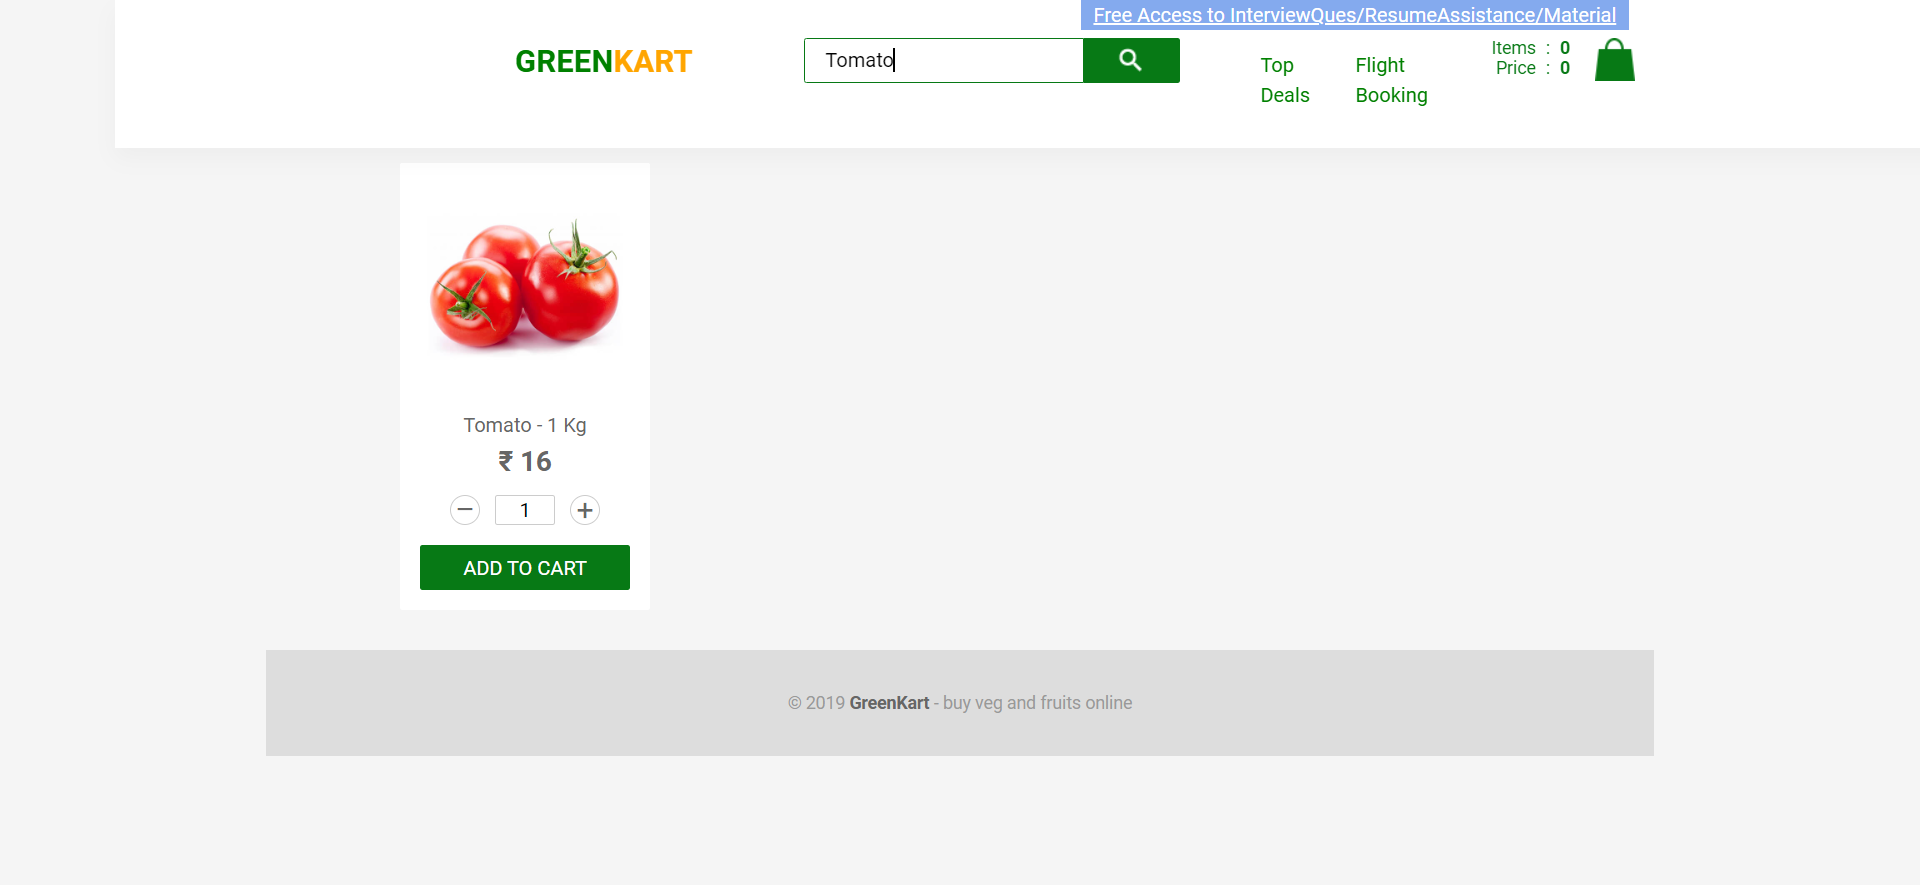 Free Access to InterviewQues/ResumeAssistance/Material
GREENKART
Tomato
Top
Deals
Flight
Booking
Items : 0
Price : 0
Tomato - 1 Kg
₹ 16
− 1 +
ADD TO CART
© 2019 GreenKart - buy veg and fruits online